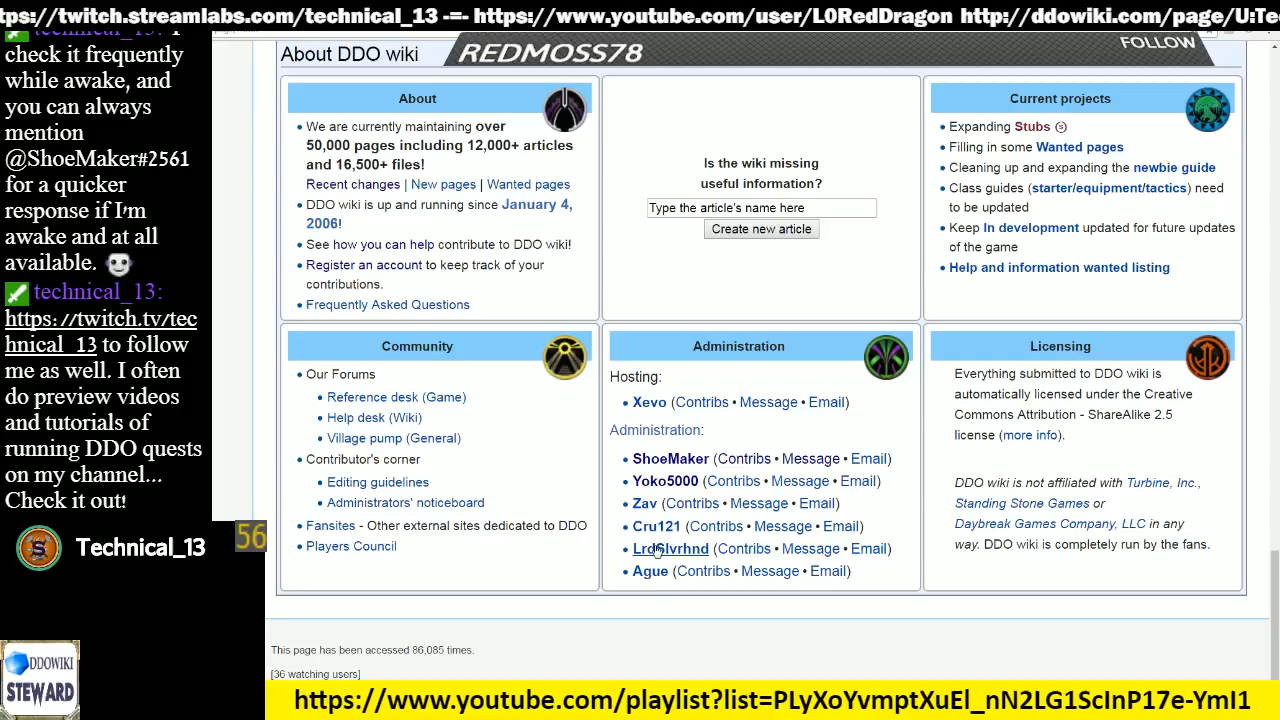 ttps://twitch.streamlabs.com/technical_13 -=- https://www.youtube.com/user/L0RedDragon http://ddowiki.com/page/U:Te
technical_13: I
check it frequently
while awake, and
you can always
mention
@ShoeMaker#2561
for a quicker
response if I'm
awake and at all
available.
technical_13:
https://twitch.tv/tec
hnical_13 to follow
me as well. I often
do preview videos
and tutorials of
running DDO quests
on my channel...
Check it out!
Technical_13
56
DDOWIKI
STEWARD
About DDO wiki
REDMOSS78
FOLLOW
About
We are currently maintaining over
50,000 pages including 12,000+ articles
and 16,500+ files!
Recent changes | New pages | Wanted pages
DDO wiki is up and running since January 4,
2006!
See how you can help contribute to DDO wiki!
Register an account to keep track of your
contributions.
Frequently Asked Questions
Is the wiki missing
useful information?
Type the article's name here
Create new article
Current projects
Expanding Stubs
Filling in some Wanted pages
Cleaning up and expanding the newbie guide
Class guides (starter/equipment/tactics) need
to be updated
Keep In development updated for future updates
of the game
Help and information wanted listing
Community
Our Forums
Reference desk (Game)
Help desk (Wiki)
Village pump (General)
Contributor's corner
Editing guidelines
Administrators' noticeboard
Fansites - Other external sites dedicated to DDO
Players Council
Administration
Hosting:
Xevo (Contribs • Message • Email)
Administration:
ShoeMaker (Contribs • Message • Email)
Yoko5000 (Contribs • Message • Email)
Zav (Contribs • Message • Email)
Cru121 (Contribs • Message • Email)
LrdSlvrhnd (Contribs • Message • Email)
Ague (Contribs • Message • Email)
Licensing
Everything submitted to DDO wiki is
automatically licensed under the Creative
Commons Attribution - ShareAlike 2.5
license (more info).
DDO wiki is not affiliated with Turbine, Inc.,
Standing Stone Games or
Daybreak Games Company, LLC in any
way. DDO wiki is completely run by the fans.
This page has been accessed 86,085 times.
[36 watching users]
https://www.youtube.com/playlist?list=PLyXoYvmptXuEl_nN2LG1ScInP17e-YmI1